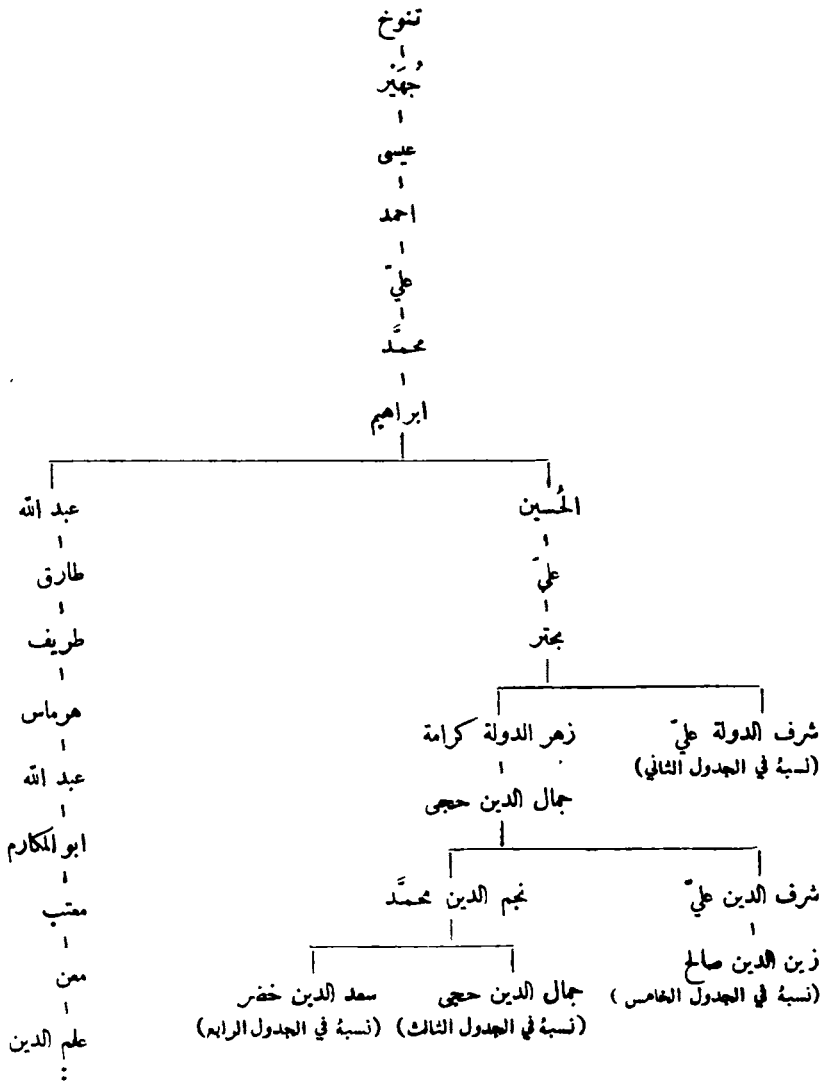 تنوخ
جُهَيْر
عيسى
احمد
عليّ
محمَّد
ابراهيم
الحُسين
عبد الله
عليّ
طارق
بحتر
طريف
هرماس
شرف الدولة عليّ
زهر الدولة كرامة
(نسبهُ في الجدول الثاني)
عبد الله
جمال الدين حجى
ابو المكارم
شرف الدين عليّ
نجم الدين محمَّد
معتب
زين الدين صالح
معن
(نسبهُ في الجدول الخامس)
جمال الدين حجى
سعد الدين خضر
(نسبهُ في الجدول الثالث)
(نسبهُ في الجدول الرابع)
علم الدين